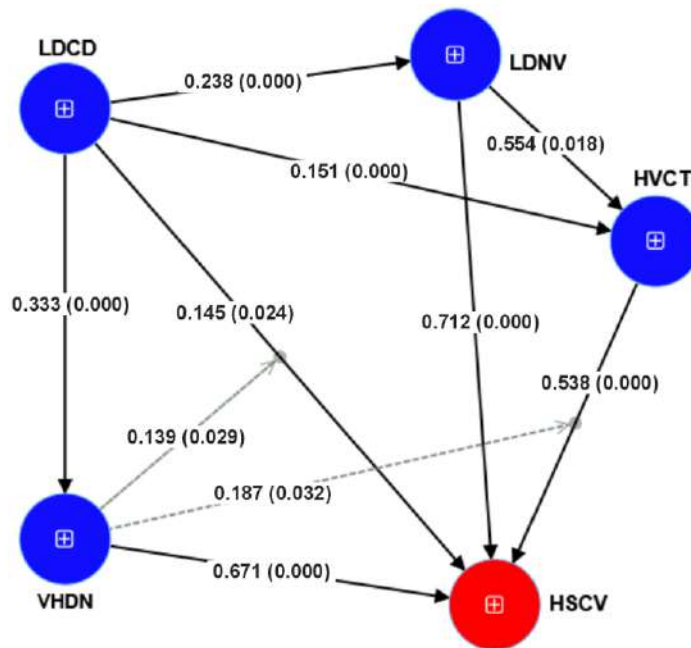 LDCD
LDNV
0.238 (0.000)
0.554 (0.018)
0.151 (0.000)
HVCT
0.333 (0.000)
0.145 (0.024)
0.712 (0.000)
0.538 (0.000)
0.139 (0.029)
0.187 (0.032)
0.671 (0.000)
VHDN
HSCV